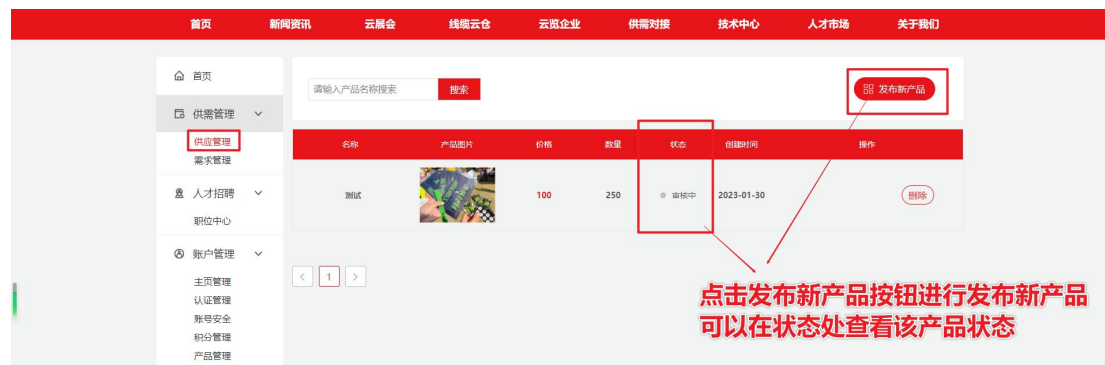 首页 新闻资讯 云展会 线缆云仓 云览企业 供需对接 技术中心 人才市场 关于我们
首页
请输入产品名称搜索 搜索 发布新产品
供需管理
供应管理
需求管理
名称 产品图片 价格 数量 状态 创建时间 操作
人才招聘
测试 100 250 审核中 2023-01-30 删除
职位中心
账户管理
主页管理
< 1 >
认证管理
账号安全
积分管理
产品管理
点击发布新产品按钮进行发布新产品
可以在状态处查看该产品状态